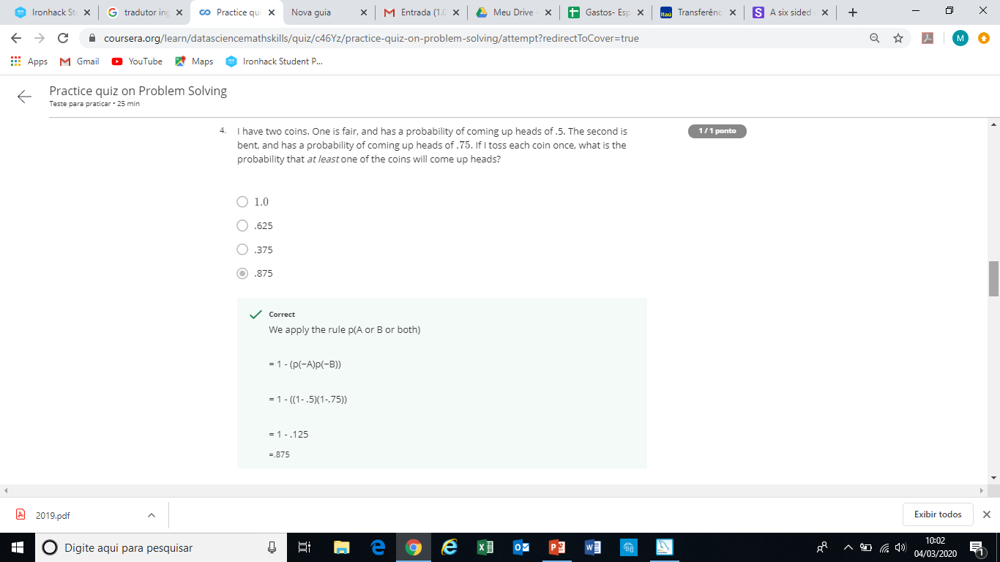 Ironhack St
tradutor ing
Practice qui
Nova guia
Entrada (1.0
Meu Drive -
Gastos- Esp
Itaú
Transferênc
S
A six sided
coursera.org/learn/datasciencemathskills/quiz/c46Yz/practice-quiz-on-problem-solving/attempt?redirectToCover=true
M
Apps
Gmail
YouTube
Maps
Ironhack Student P...
Practice quiz on Problem Solving
Teste para praticar • 25 min
4. I have two coins. One is fair, and has a probability of coming up heads of .5. The second is
bent, and has a probability of coming up heads of .75. If I toss each coin once, what is the
probability that at least one of the coins will come up heads?
1 / 1 ponto
1.0
.625
.375
.875
Correct
We apply the rule p(A or B or both)
= 1 - (p(~A)p(~B))
= 1 - ((1- .5)(1-.75))
= 1 - .125
=.875
2019.pdf
Exibir todos
Digite aqui para pesquisar
10:02
04/03/2020
1